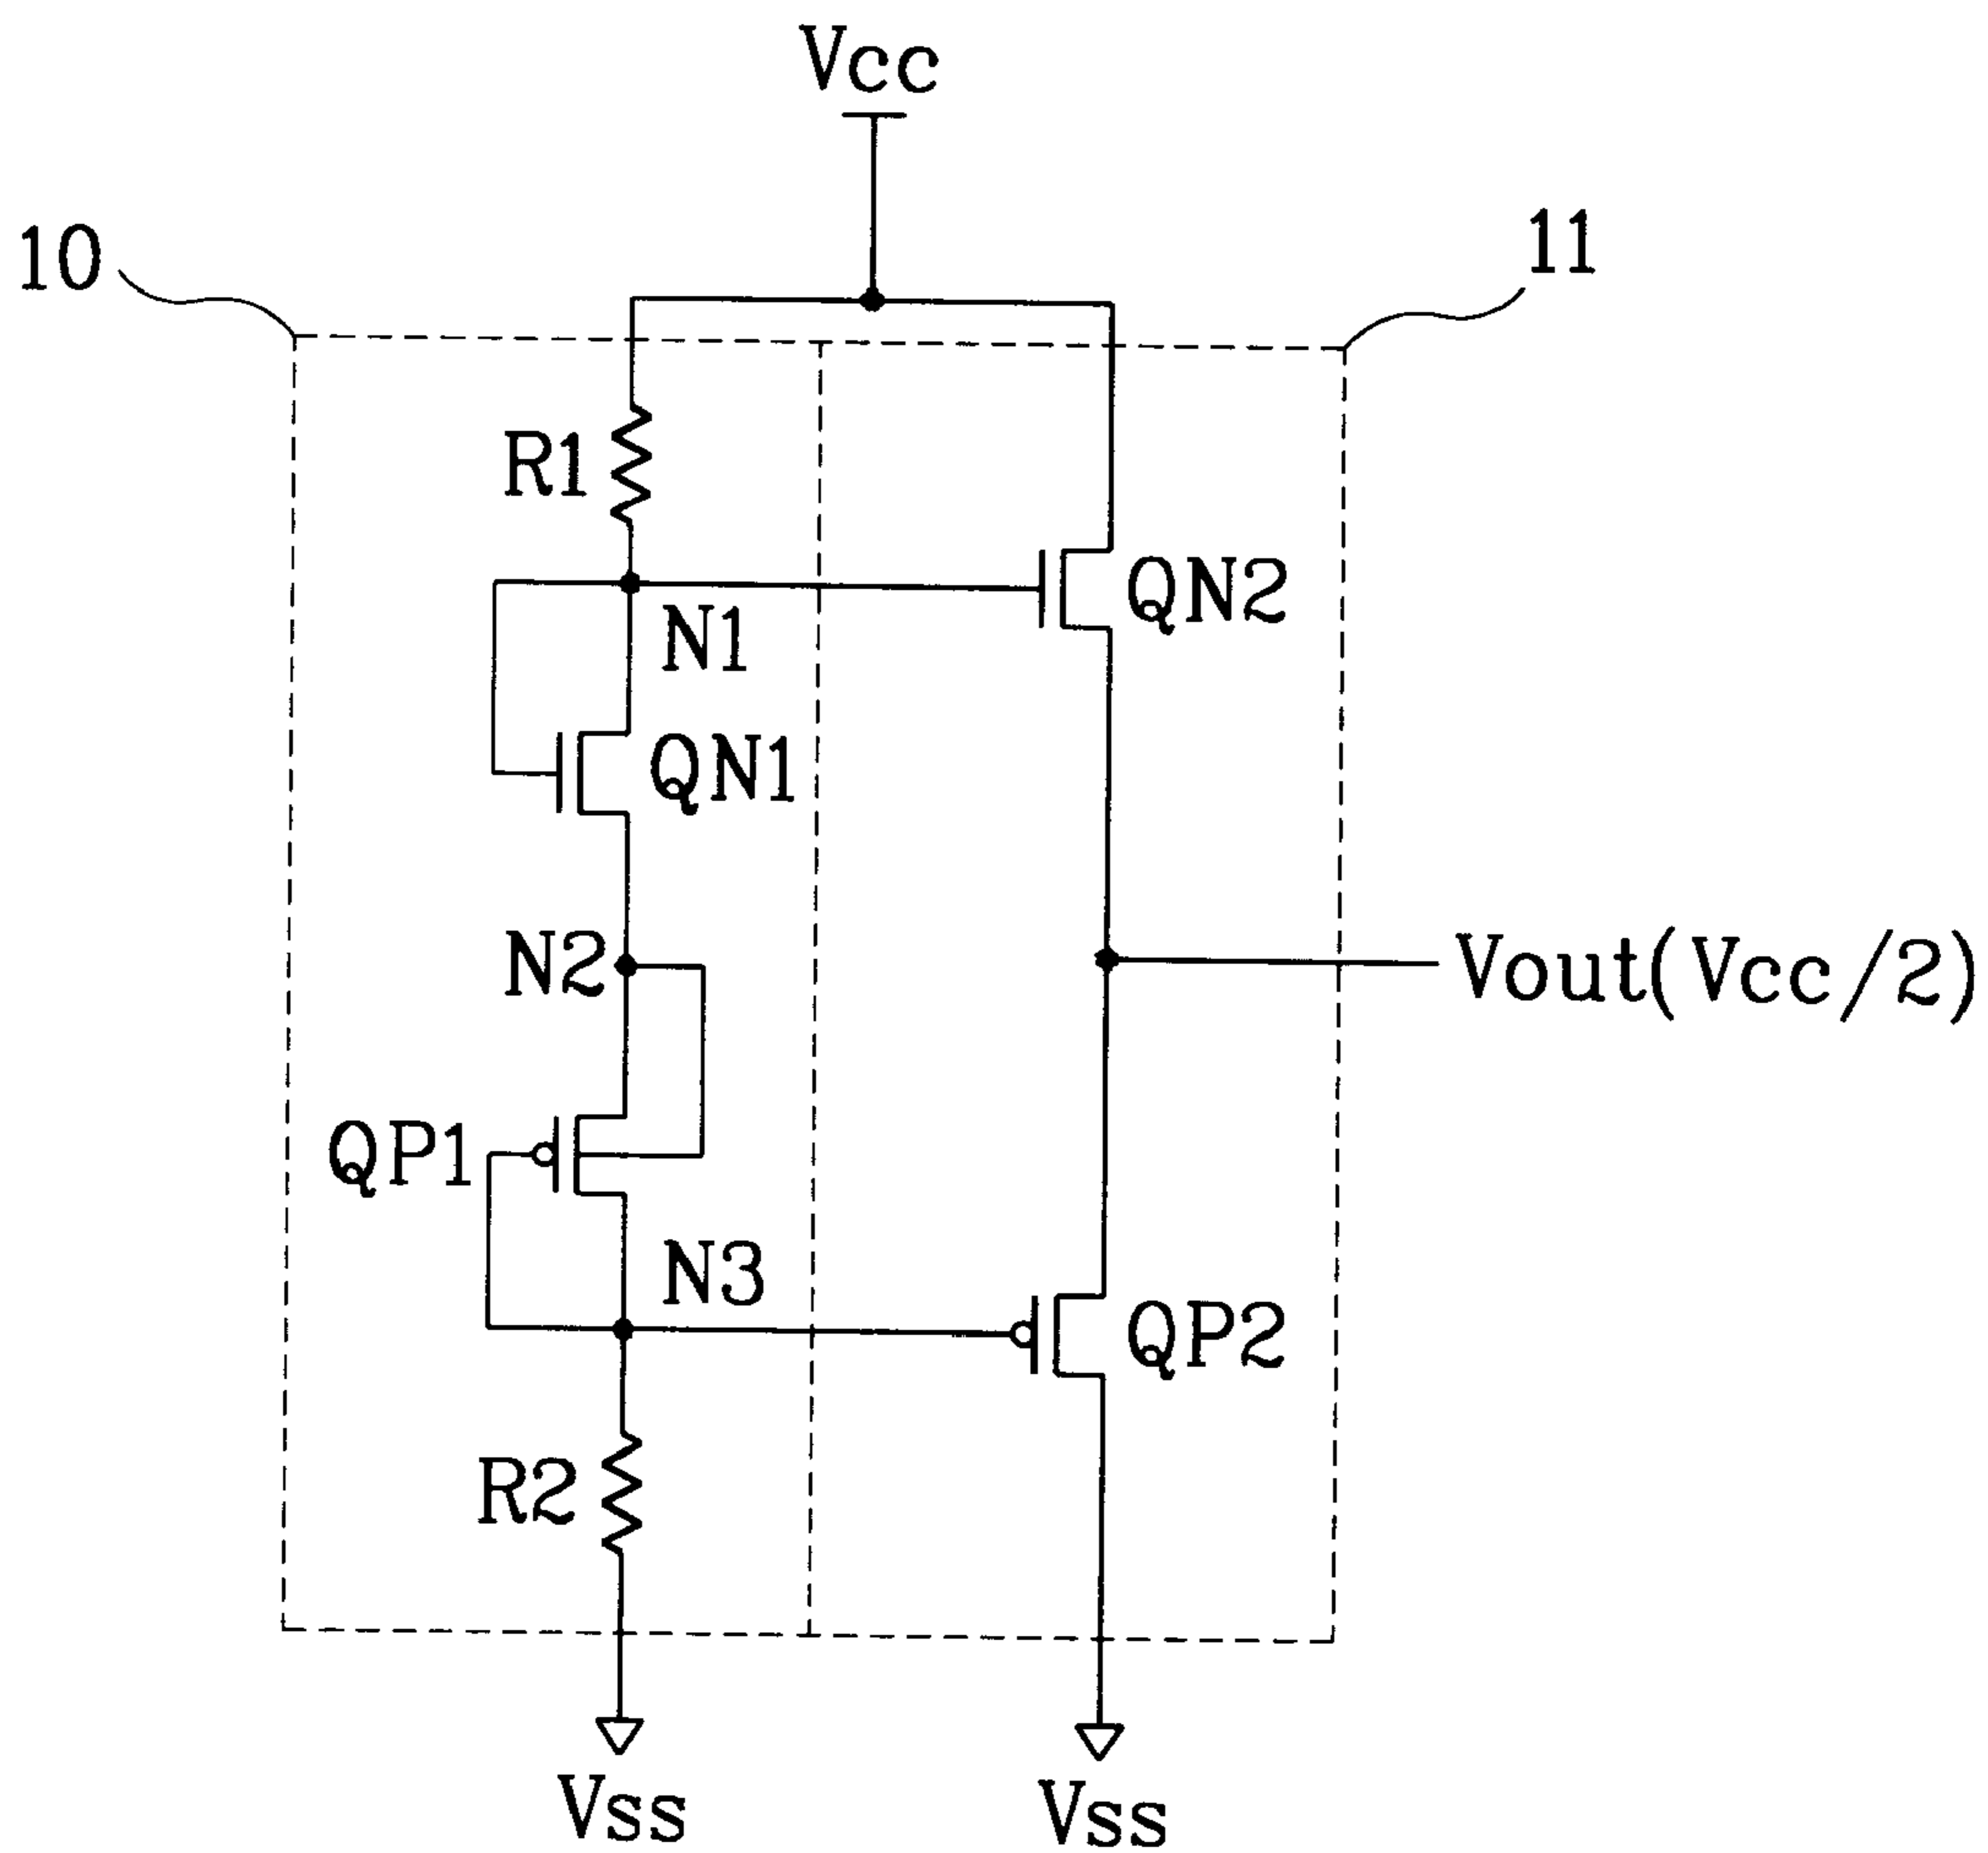 Vcc
10
11
R1
QN2
N1
QN1
N2
Vout(Vcc/2)
QP1
N3
QP2
R2
Vss
Vss